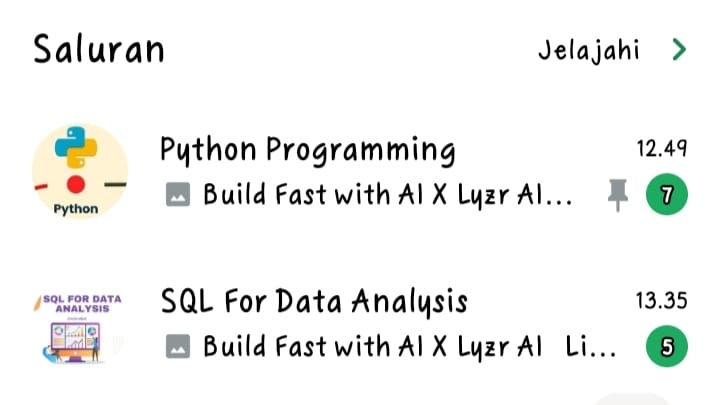 Saluran
Jelajahi
Python
Python Programming
12.49
Build Fast with AI X Lyzr AI...
7
SQL FOR DATA
ANALYSIS
SQL For Data Analysis
13.35
Build Fast with AI X Lyzr AI Li...
5